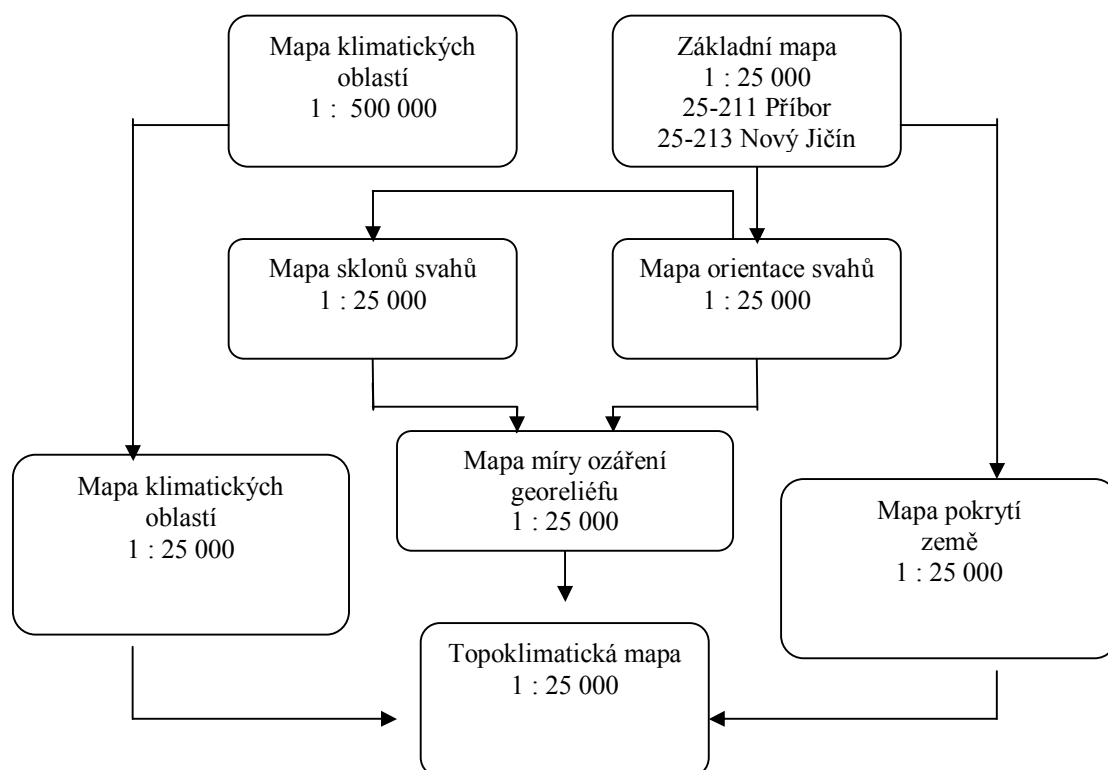 Mapa klimatických
oblastí
1 : 500 000
Základní mapa
1 : 25 000
25-211 Příbor
25-213 Nový Jičín
Mapa sklonů svahů
1 : 25 000
Mapa orientace svahů
1 : 25 000
Mapa míry ozáření
georeliéfu
1 : 25 000
Mapa klimatických
oblastí
1 : 25 000
Mapa pokrytí
země
1 : 25 000
Topoklimatická mapa
1 : 25 000